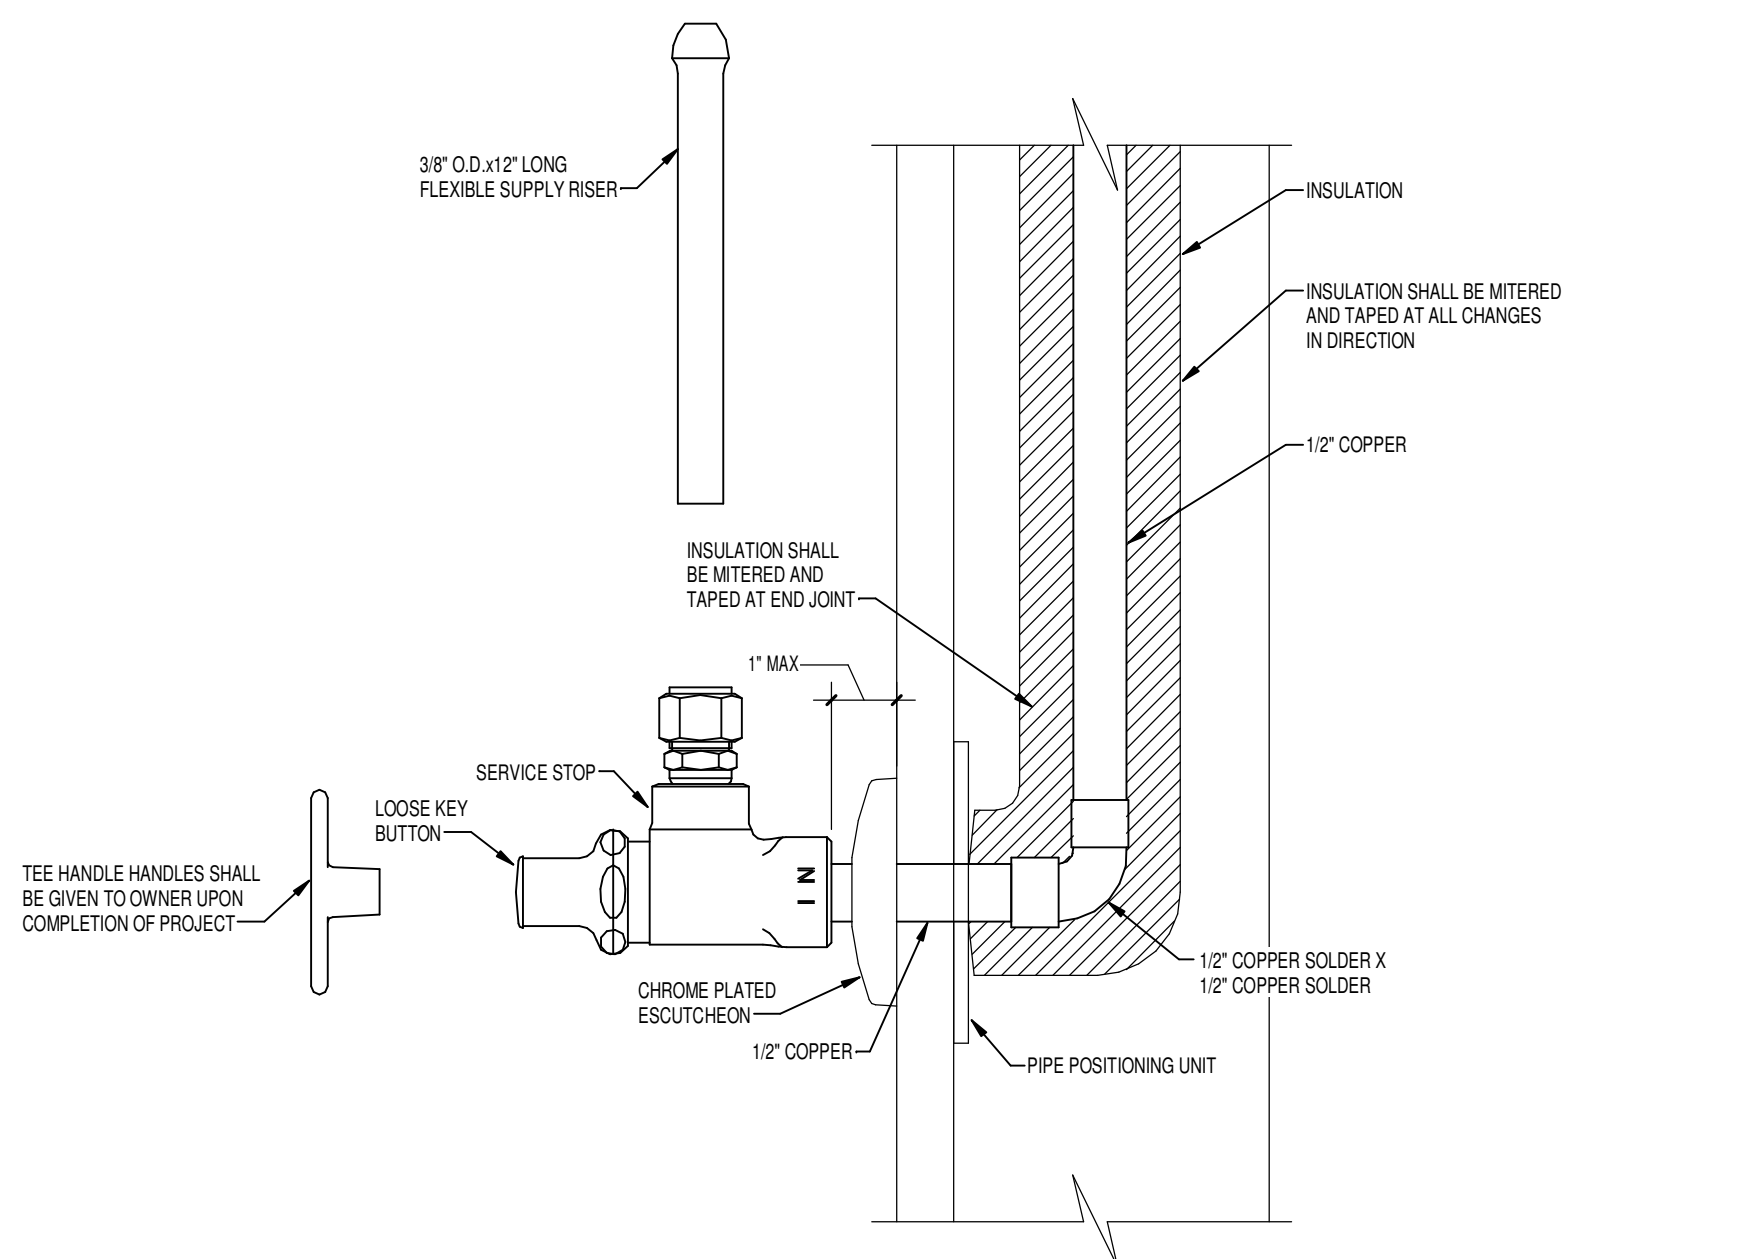 3/8" O.D.x12" LONG
FLEXIBLE SUPPLY RISER
INSULATION
INSULATION SHALL BE MITERED
AND TAPED AT ALL CHANGES
IN DIRECTION
1/2" COPPER
INSULATION SHALL
BE MITERED AND
TAPED AT END JOINT
1" MAX
SERVICE STOP
LOOSE KEY
BUTTON
TEE HANDLE HANDLES SHALL
BE GIVEN TO OWNER UPON
COMPLETION OF PROJECT
IN
CHROME PLATED
ESCUTCHEON
1/2" COPPER
1/2" COPPER SOLDER X
1/2" COPPER SOLDER
PIPE POSITIONING UNIT